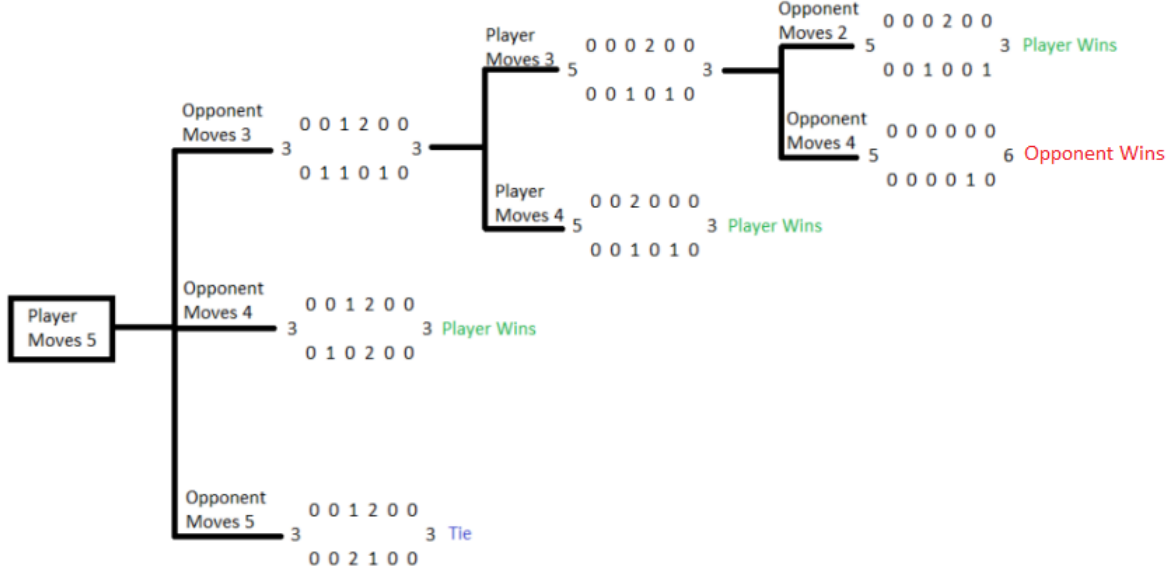 Player
Moves 5
Opponent
Moves 3
0 0 1 2 0 0
3 3
0 1 1 0 1 0
Player
Moves 3
0 0 0 2 0 0
5 3
0 0 1 0 1 0
Opponent
Moves 2
0 0 0 2 0 0
5 3 Player Wins
0 0 1 0 0 1
Opponent
Moves 4
0 0 0 0 0 0
5 6 Opponent Wins
0 0 0 0 1 0
Player
Moves 4
0 0 2 0 0 0
5 3 Player Wins
0 0 1 0 1 0
Opponent
Moves 4
0 0 1 2 0 0
3 3 Player Wins
0 1 0 2 0 0
Opponent
Moves 5
0 0 1 2 0 0
3 3 Tie
0 0 2 1 0 0